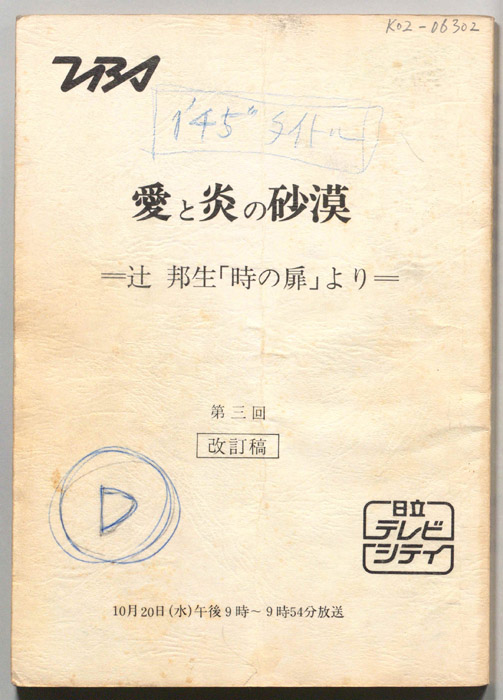 K02-06302
TBS
1'45" タイトル
愛と炎の砂漠
＝辻 邦生「時の扉」より＝
第三回
改訂稿
D
日立
テレビ
シティ
10月20日(水)午後9時～9時54分放送